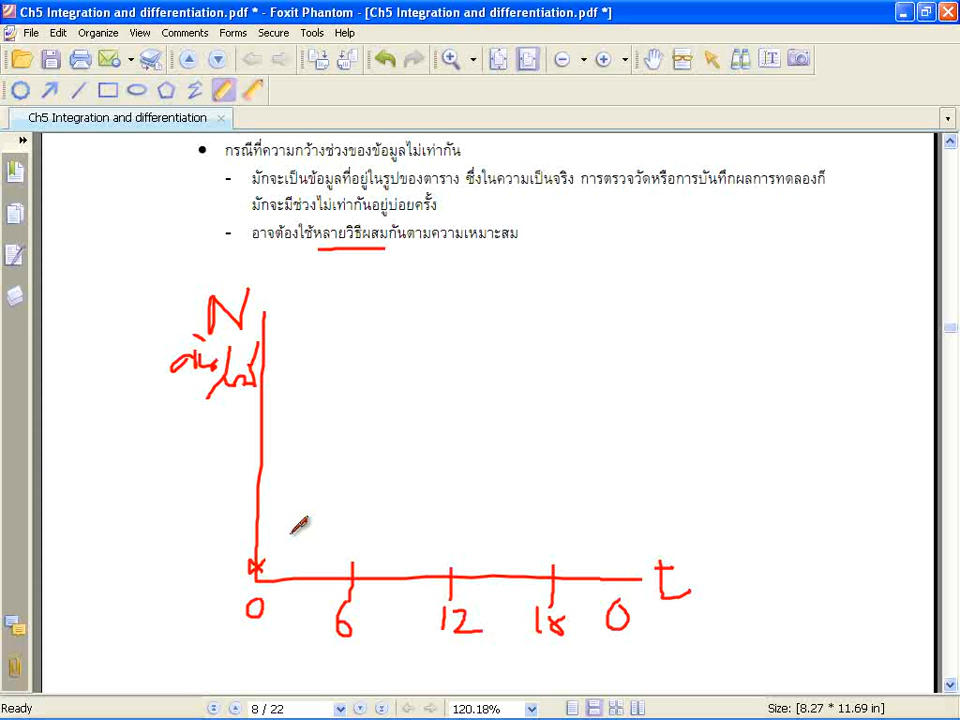 Ch5 Integration and differentiation.pdf * - Foxit Phantom - [Ch5 Integration and differentiation.pdf *]
File Edit Organize View Comments Forms Secure Tools Help
Ch5 Integration and differentiation
● กรณีที่ความกว้างช่วงของข้อมูลไม่เท่ากัน
- มักจะเป็นข้อมูลที่อยู่ในรูปของตาราง ซึ่งในความเป็นจริง การตรวจวัดหรือการบันทึกผลการทดลองก็
มักจะมีช่วงไม่เท่ากันอยู่บ่อยครั้ง
- อาจต้องใช้หลายวิธีผสมกันตามความเหมาะสม
N
t
0 6 12 18 0
Ready 8 / 22 120.18% Size: [8.27 * 11.69 in]